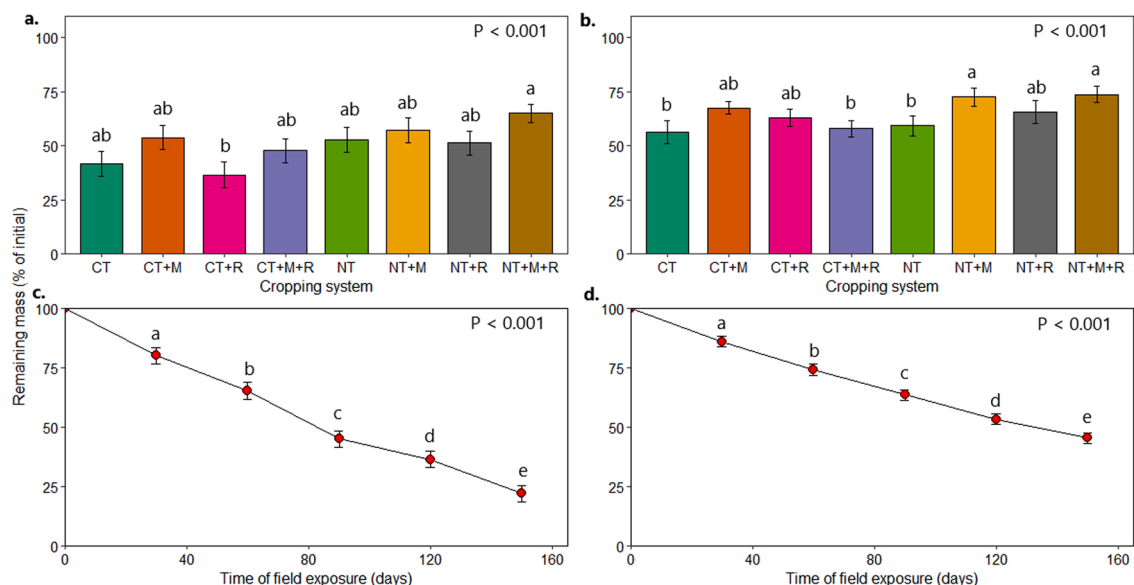 a.
P < 0.001
100
75
50
25
0
ab
ab
b
ab
ab
ab
ab
a
CT
CT+M
CT+R
CT+M+R
NT
NT+M
NT+R
NT+M+R
Cropping system
b.
P < 0.001
100
75
50
25
0
b
ab
ab
b
b
a
ab
a
CT
CT+M
CT+R
CT+M+R
NT
NT+M
NT+R
NT+M+R
Cropping system
Remaining mass (% of initial)
c.
P < 0.001
100
75
50
25
0
a
b
c
d
e
0
40
80
120
160
Time of field exposure (days)
d.
P < 0.001
100
75
50
25
0
a
b
c
d
e
0
40
80
120
160
Time of field exposure (days)